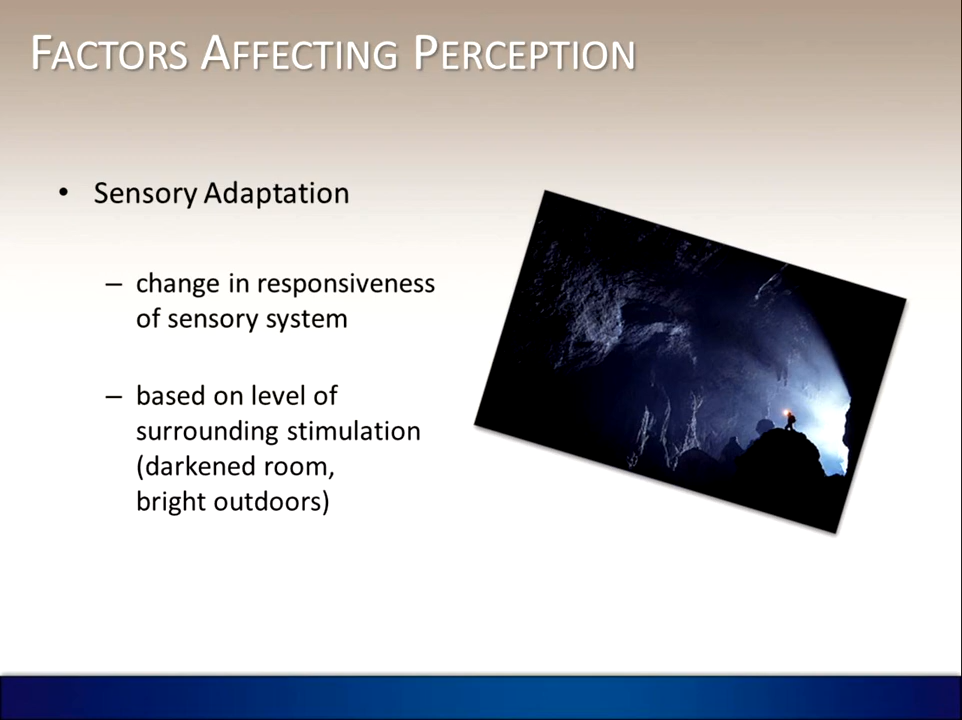 FACTORS AFFECTING PERCEPTION
• Sensory Adaptation
– change in responsiveness
of sensory system
– based on level of
surrounding stimulation
(darkened room,
bright outdoors)